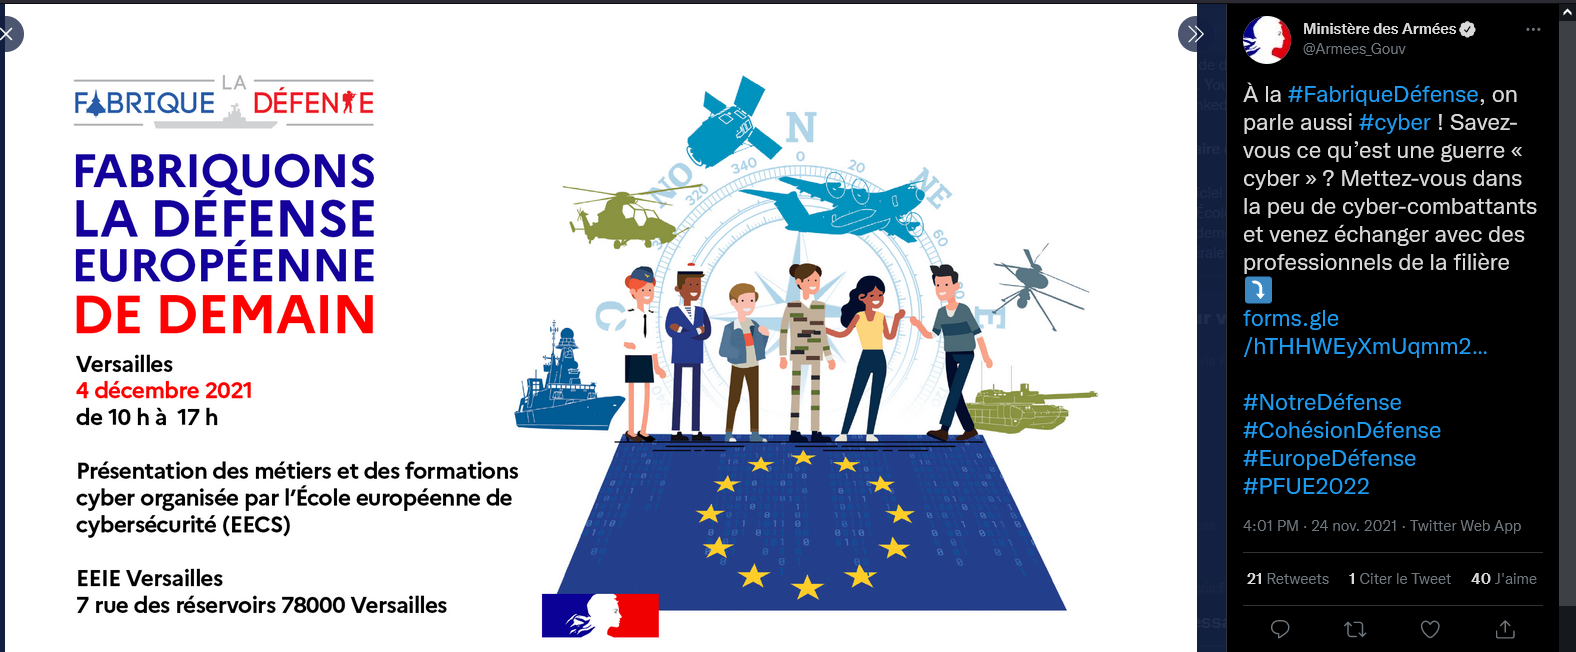 LA
FABRIQUE DÉFENSE
FABRIQUONS
LA DÉFENSE
EUROPÉENNE
DE DEMAIN
Versailles
4 décembre 2021
de 10 h à 17 h
Présentation des métiers et des formations
cyber organisée par l’École européenne de
cybersécurité (EECS)
EEIE Versailles
7 rue des réservoirs 78000 Versailles
N
NO
NE
340
0
20
320
60
E
Ministère des Armées
@Armees_Gouv
À la #FabriqueDéfense, on
parle aussi #cyber ! Savez-
vous ce qu’est une guerre «
cyber » ? Mettez-vous dans
la peau de cyber-combattants
et venez échanger avec des
professionnels de la filière
forms.gle
/hTHHWEyXmUqmm2...
#NotreDéfense
#CohésionDéfense
#EuropeDéfense
#PFUE2022
4:01 PM · 24 nov. 2021 · Twitter Web App
21 Retweets 1 Citer le Tweet 40 J'aime